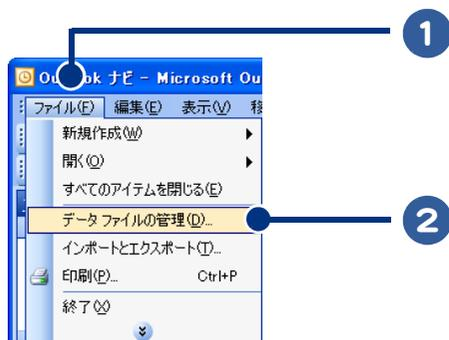 1
Outlook ナビ - Microsoft Ou
ファイル(F) 編集(E) 表示(V) 移
新規作成(W)
開く(O)
すべてのアイテムを閉じる(E)
データ ファイルの管理(D)...
2
インポートとエクスポート(T)...
印刷(P)... Ctrl+P
終了(X)